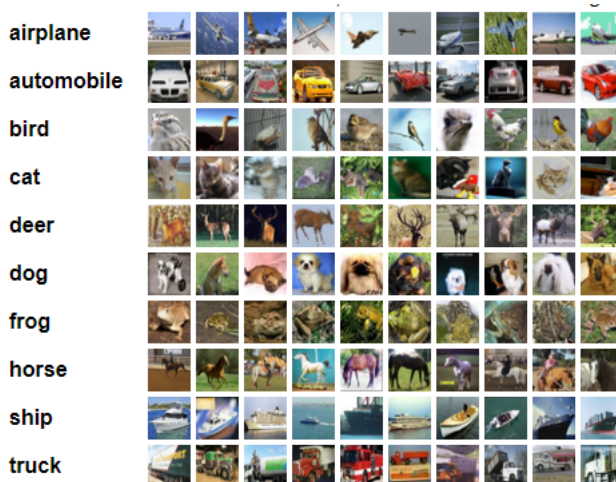 airplane
automobile
bird
cat
deer
dog
frog
horse
ship
truck